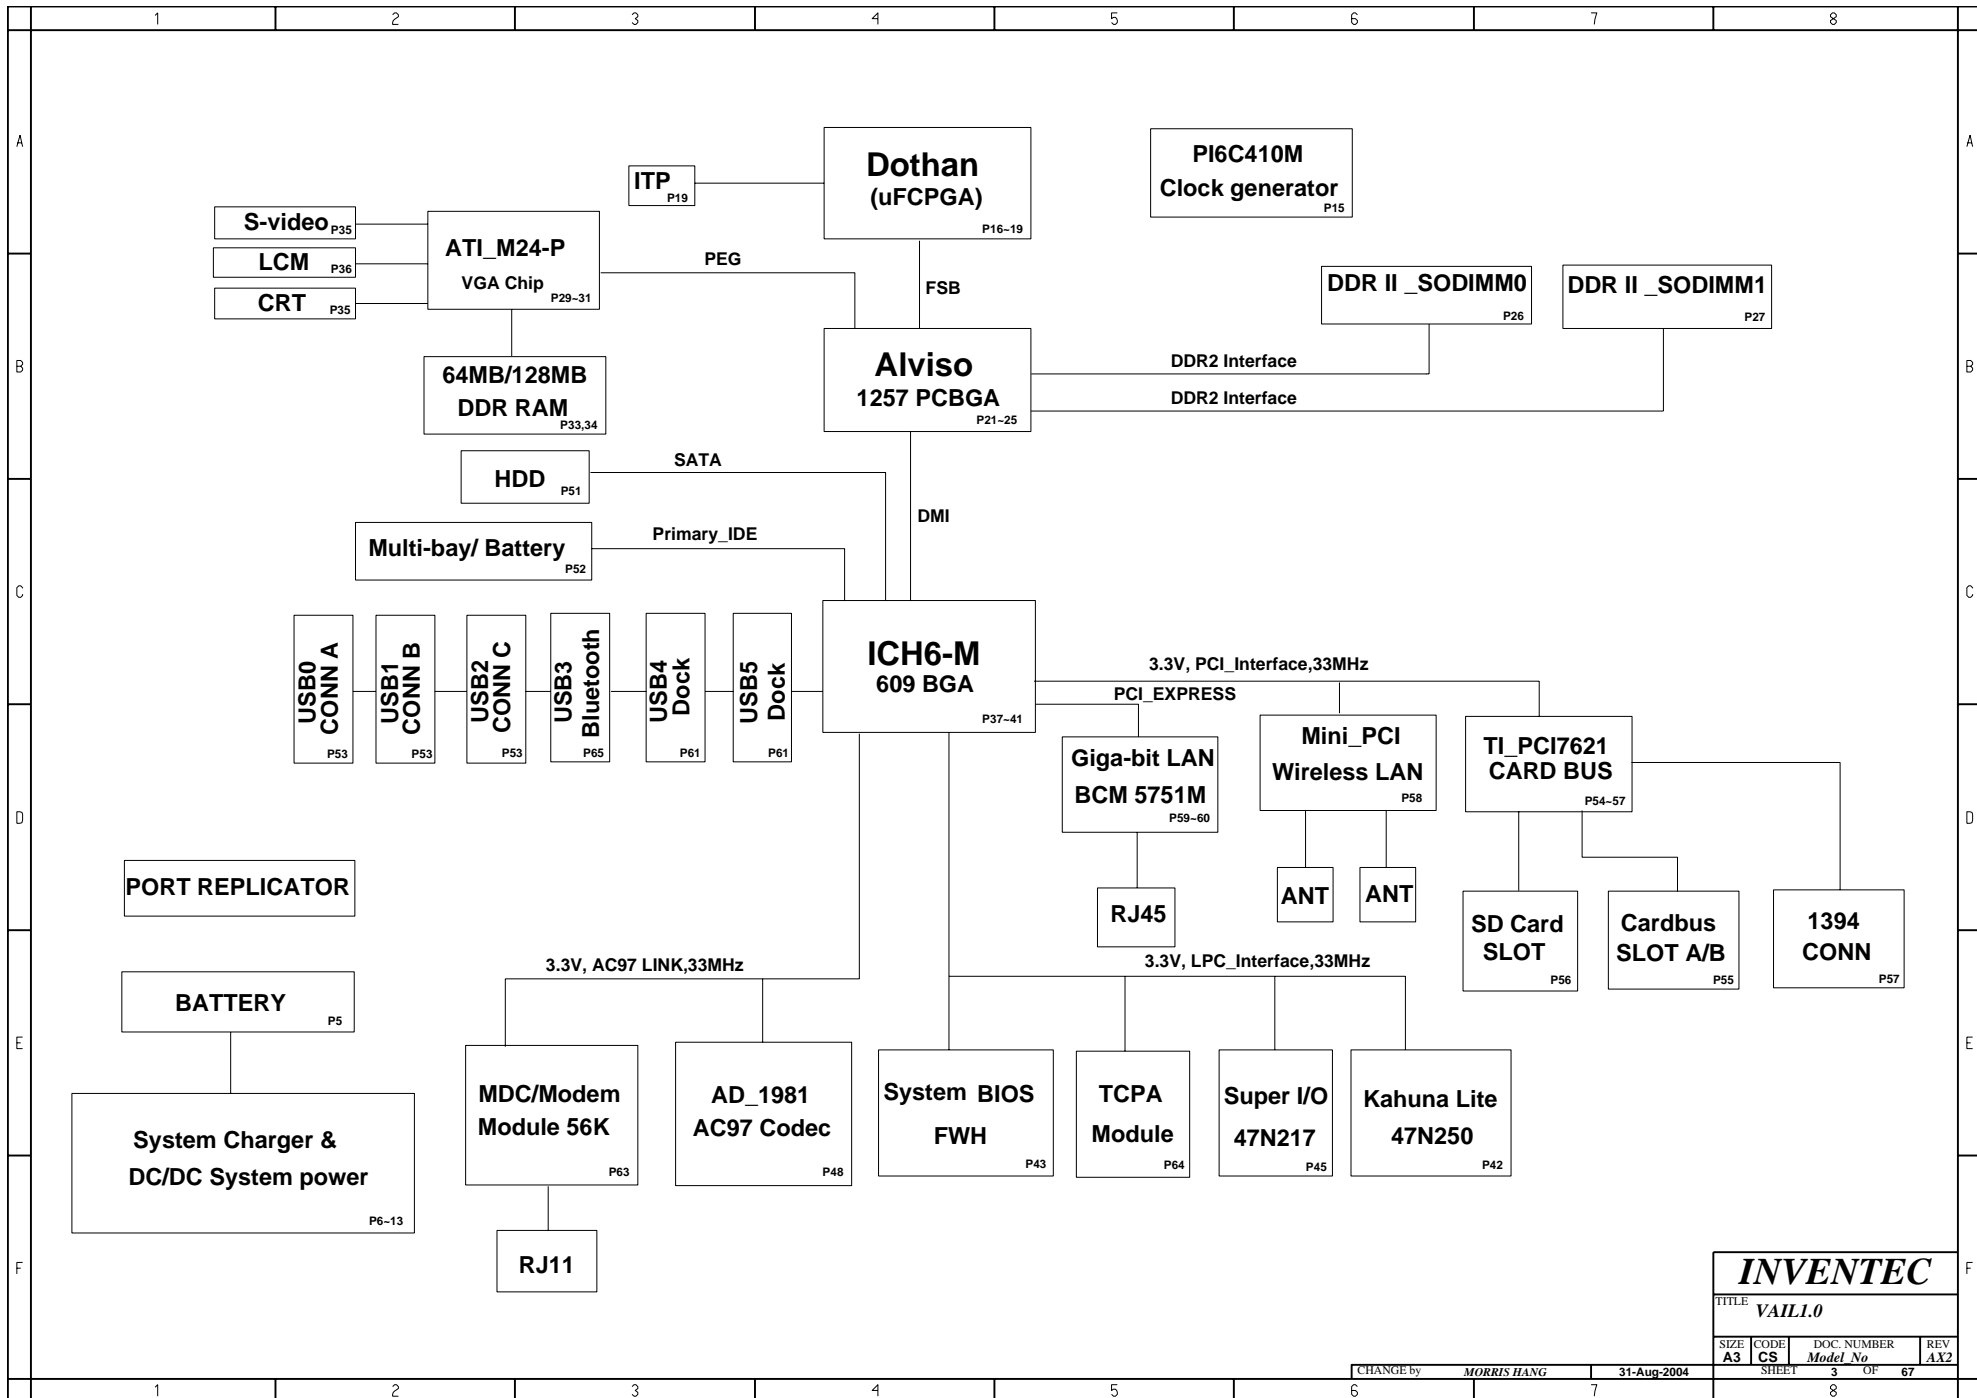 1 2 3 4 5 6 7 8
A A
B B
C C
D D
E E
F F
Dothan
(uFCPGA)
P16~19
ITP
P19
PI6C410M
Clock generator
P15
S-video P35
LCM P36
CRT P35
ATI_M24-P
VGA Chip
P29~31
PEG
FSB
DDR II _SODIMM0
P26
DDR II _SODIMM1
P27
64MB/128MB
DDR RAM
P33,34
Alviso
1257 PCBGA
P21~25
DDR2 Interface
DDR2 Interface
HDD
P51
SATA
DMI
Multi-bay/ Battery
P52
Primary_IDE
USB0
CONN A
P53
USB1
CONN B
P53
USB2
CONN C
P53
USB3
Bluetooth
P65
USB4
Dock
P61
USB5
Dock
P61
ICH6-M
609 BGA
P37~41
3.3V, PCI_Interface,33MHz
PCI_EXPRESS
Giga-bit LAN
BCM 5751M
P59~60
Mini_PCI
Wireless LAN
P58
TI_PCI7621
CARD BUS
P54~57
RJ45
ANT
ANT
SD Card
SLOT
P56
Cardbus
SLOT A/B
P55
1394
CONN
P57
PORT REPLICATOR
BATTERY
P5
System Charger &
DC/DC System power
P6~13
3.3V, AC97 LINK,33MHz
3.3V, LPC_Interface,33MHz
MDC/Modem
Module 56K
P63
AD_1981
AC97 Codec
P48
System BIOS
FWH
P43
TCPA
Module
P64
Super I/O
47N217
P45
Kahuna Lite
47N250
P42
RJ11
INVENTEC
TITLE
VAIL1.0
SIZE CODE DOC. NUMBER REV
A3 CS Model_No AX2
CHANGE by MORRIS HANG 31-Aug-2004 SHEET 3 OF 67
1 2 3 4 5 6 7 8